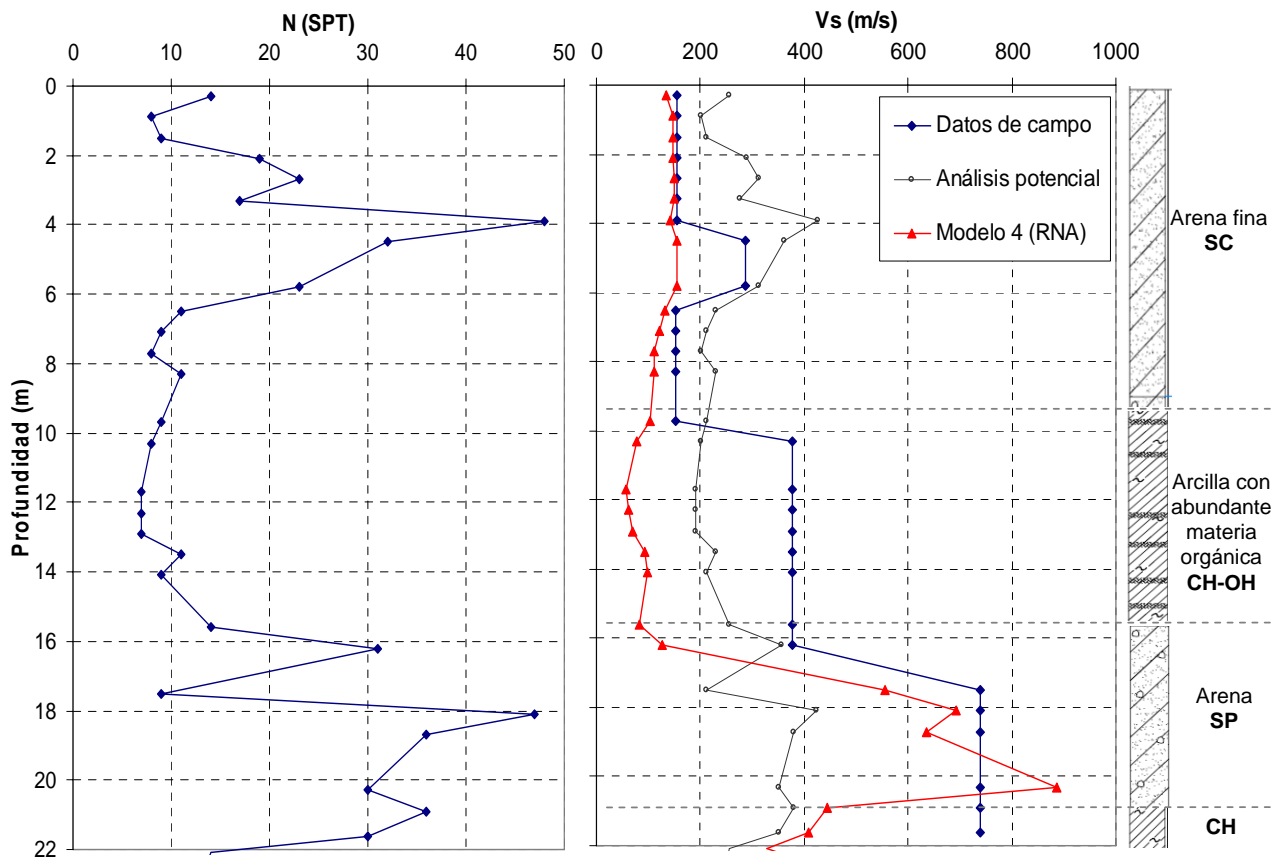 N (SPT)
0 10 20 30 40 50
Vs (m/s)
0 200 400 600 800 1000
Profundidad (m)
0
2
4
6
8
10
12
14
16
18
20
22
Datos de campo
Análisis potencial
Modelo 4 (RNA)
Arena fina
SC
Arcilla con
abundante
materia
orgánica
CH-OH
Arena
SP
CH